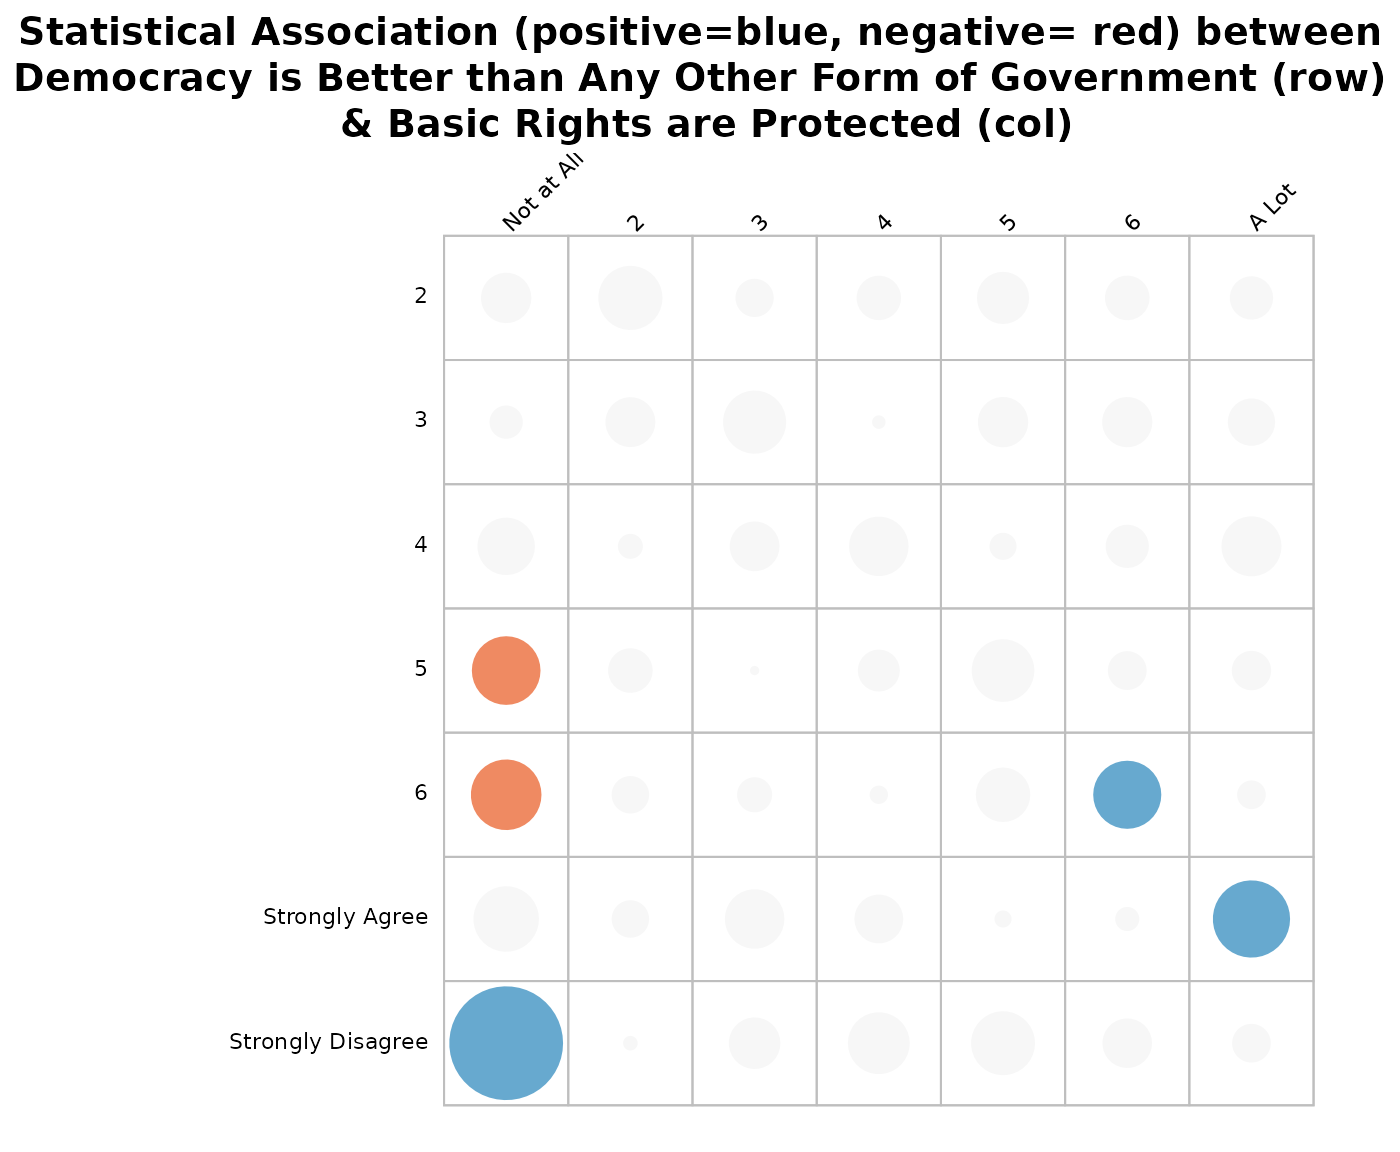 Statistical Association (positive=blue, negative= red) between
Democracy is Better than Any Other Form of Government (row)
& Basic Rights are Protected (col)
Not at All
2
3
4
5
6
A Lot
2
3
4
5
6
Strongly Agree
Strongly Disagree